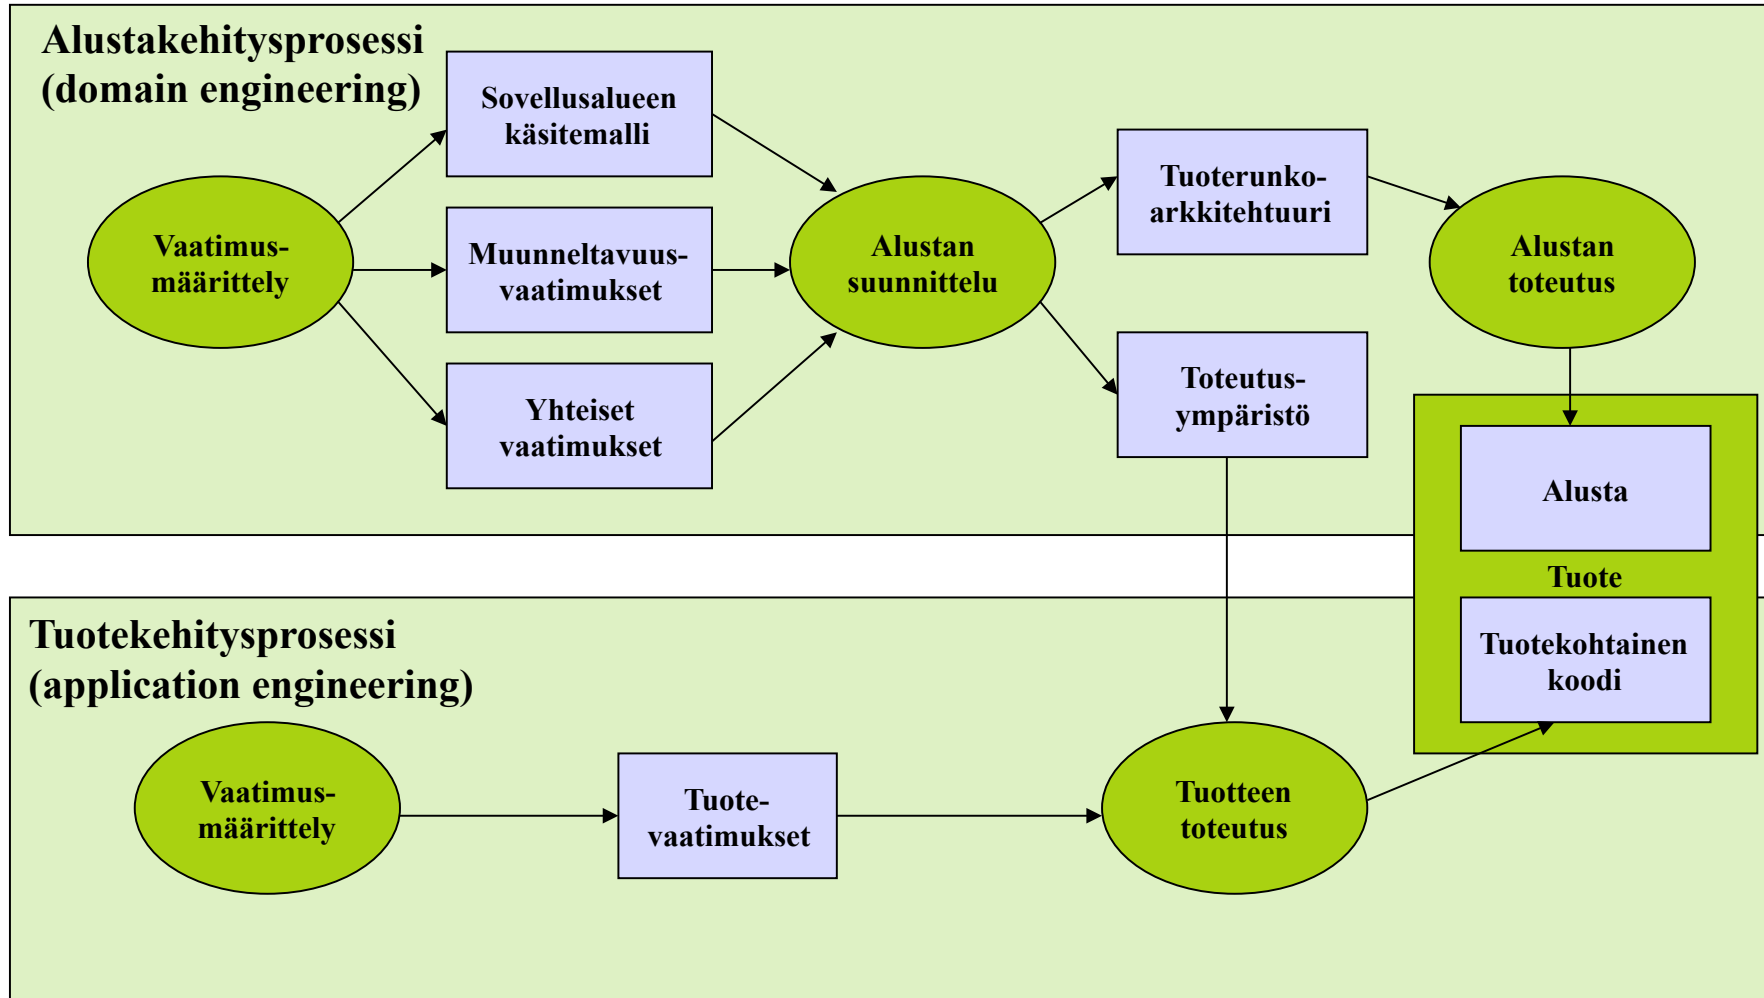 Alustakehitysprosessi
(domain engineering)
Sovellusalueen
käsitemalli
Vaatimus-
määrittely
Muunneltavuus-
vaatimukset
Yhteiset
vaatimukset
Alustan
suunnittelu
Tuoterunko-
arkkitehtuuri
Toteutus-
ympäristö
Alustan
toteutus
Alusta
Tuote
Tuotekohtainen
koodi
Tuotekehitysprosessi
(application engineering)
Vaatimus-
määrittely
Tuote-
vaatimukset
Tuotteen
toteutus